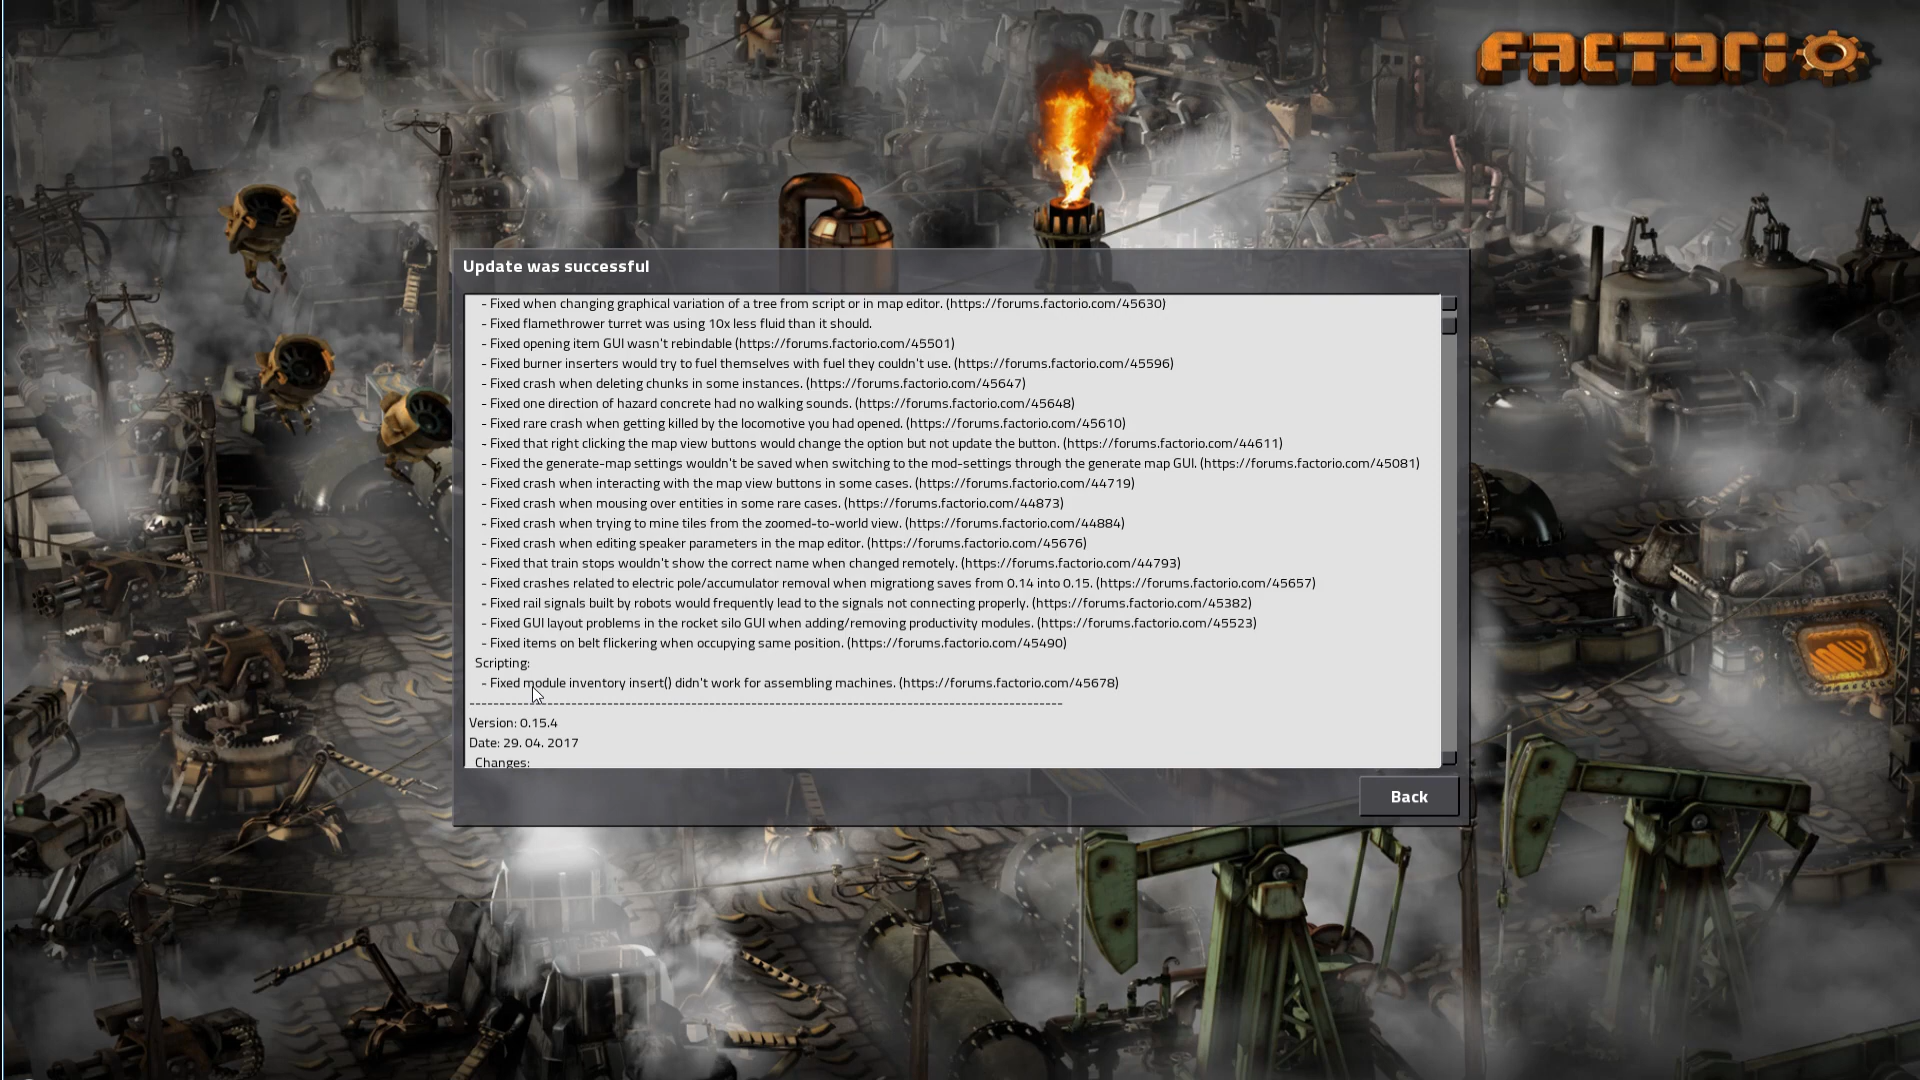 FACTORIO
Update was successful
- Fixed when changing graphical variation of a tree from script or in map editor. (https://forums.factorio.com/45630)
- Fixed flamethrower turret was using 10x less fluid than it should.
- Fixed opening item GUI wasn't rebindable (https://forums.factorio.com/45501)
- Fixed burner inserters would try to fuel themselves with fuel they couldn't use. (https://forums.factorio.com/45596)
- Fixed crash when deleting chunks in some instances. (https://forums.factorio.com/45647)
- Fixed one direction of hazard concrete had no walking sounds. (https://forums.factorio.com/45648)
- Fixed rare crash when getting killed by the locomotive you had opened. (https://forums.factorio.com/45610)
- Fixed that right clicking the map view buttons would change the option but not update the button. (https://forums.factorio.com/44611)
- Fixed the generate-map settings wouldn't be saved when switching to the mod-settings through the generate map GUI. (https://forums.factorio.com/45081)
- Fixed crash when interacting with the map view buttons in some cases. (https://forums.factorio.com/44719)
- Fixed crash when mousing over entities in some rare cases. (https://forums.factorio.com/44873)
- Fixed crash when trying to mine tiles from the zoomed-to-world view. (https://forums.factorio.com/44884)
- Fixed crash when editing speaker parameters in the map editor. (https://forums.factorio.com/45676)
- Fixed that train stops wouldn't show the correct name when changed remotely. (https://forums.factorio.com/44793)
- Fixed crashes related to electric pole/accumulator removal when migrationg saves from 0.14 into 0.15. (https://forums.factorio.com/45657)
- Fixed rail signals built by robots would frequently lead to the signals not connecting properly. (https://forums.factorio.com/45382)
- Fixed GUI layout problems in the rocket silo GUI when adding/removing productivity modules. (https://forums.factorio.com/45523)
- Fixed items on belt flickering when occupying same position. (https://forums.factorio.com/45490)
Scripting:
- Fixed module inventory insert() didn't work for assembling machines. (https://forums.factorio.com/45678)
---------------------------------------------------------------------------------------------------
Version: 0.15.4
Date: 29. 04. 2017
Changes:
Back